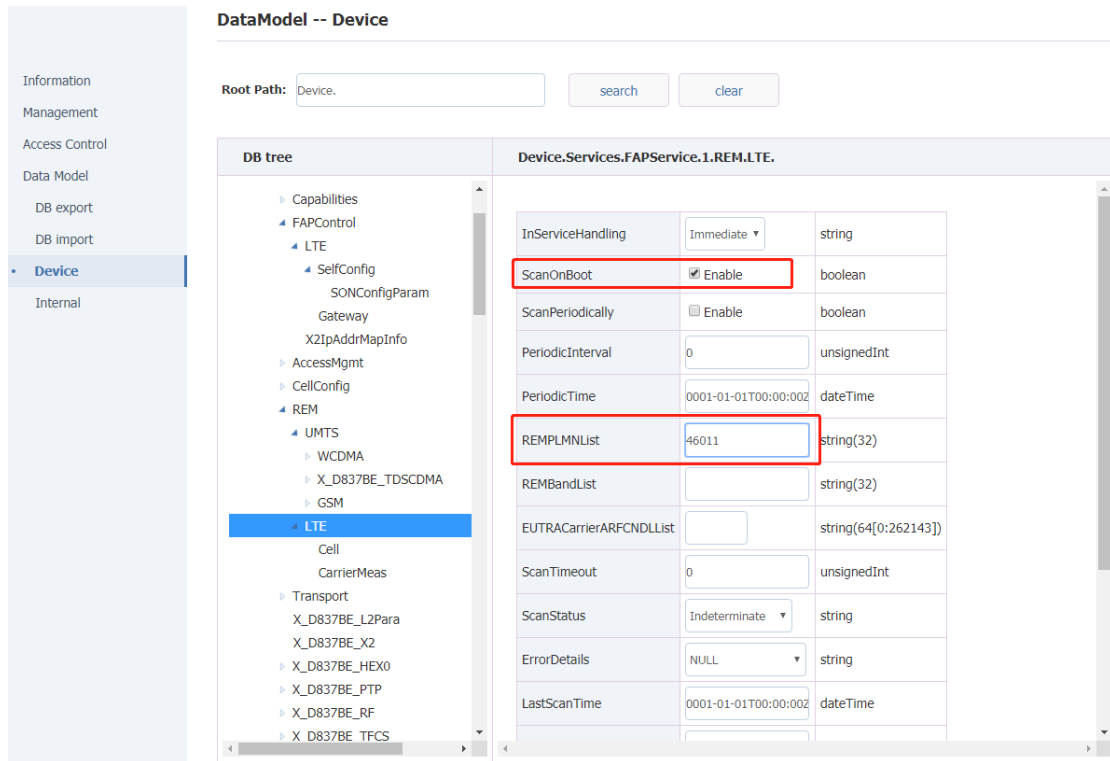 DataModel -- Device
Information
Management
Access Control
Data Model
DB export
DB import
Device
Internal
Root Path: Device. search clear
DB tree
Capabilities
FAPControl
LTE
SelfConfig
SONConfigParam
Gateway
X2IpAddrMapInfo
AccessMgmt
CellConfig
REM
UMTS
WCDMA
X_D837BE_TDSCDMA
GSM
LTE
Cell
CarrierMeas
Transport
X_D837BE_L2Para
X_D837BE_X2
X_D837BE_HEX0
X_D837BE_PTP
X_D837BE_RF
X_D837BE_TFCS
Device.Services.FAPService.1.REM.LTE.
InServiceHandling Immediate string
ScanOnBoot Enable boolean
ScanPeriodically Enable boolean
PeriodicInterval 0 unsignedInt
PeriodicTime 0001-01-01T00:00:00Z dateTime
REMPLMNList 46011 string(32)
REMBandList string(32)
EUTRACarrierARFCNDLList string(64[0:262143])
ScanTimeout 0 unsignedInt
ScanStatus Indeterminate string
ErrorDetails NULL string
LastScanTime 0001-01-01T00:00:00Z dateTime